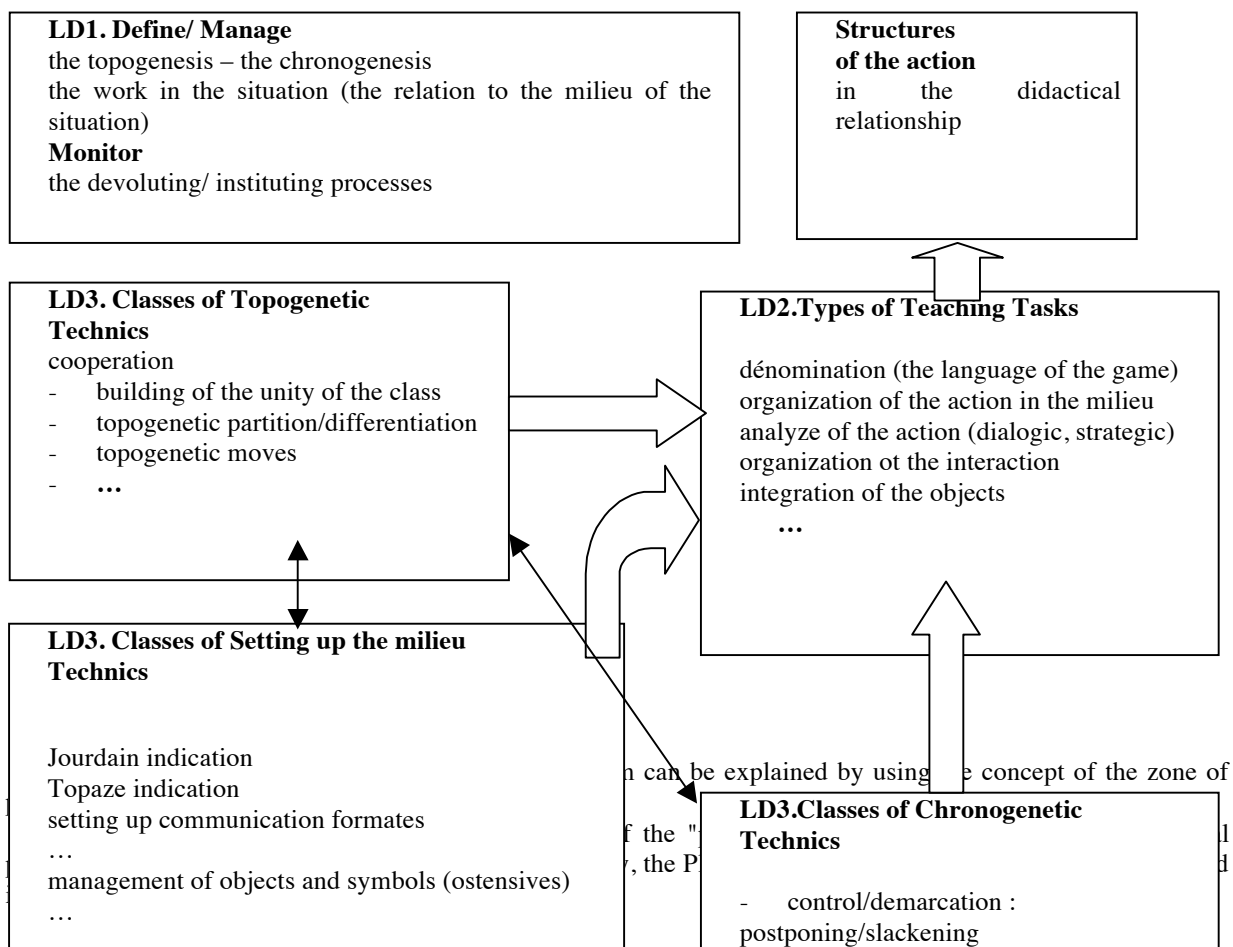 LD1. Define/ Manage
the topogenesis – the chronogenesis
the work in the situation (the relation to the milieu of the
situation)
Monitor
the devoluting/ instituting processes
Structures
of the action
in the didactical
relationship
LD3. Classes of Topogenetic
Technics
cooperation
- building of the unity of the class
- topogenetic partition/differentiation
- topogenetic moves
- …
LD2.Types of Teaching Tasks
dénomination (the language of the game)
organization of the action in the milieu
analyze of the action (dialogic, strategic)
organization ot the interaction
integration of the objects
…
LD3. Classes of Setting up the milieu
Technics
Jourdain indication
Topaze indication
setting up communication formates
…
management of objects and symbols (ostensives)
…
can be explained by using concept of the zone of
the
, the
LD3.Classes of Chronogenetic
Technics
- control/demarcation :
postponing/slackening